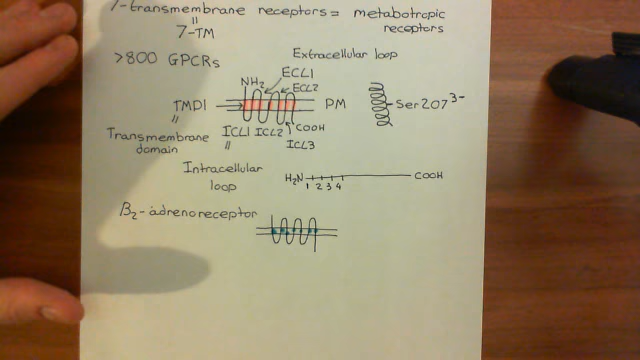 7-transmembrane receptors = metabotropic
receptors
"
7-TM
>800 GPCRs
Extracellular loop
NH2
ECL1
ECL2
TMD1
PM
Ser207 3-
"
Transmembrane
domain
ICL1 ICL2
COOH
"
ICL3
Intracellular
loop
H2N
COOH
1 2 3 4
β2-adrenoreceptor